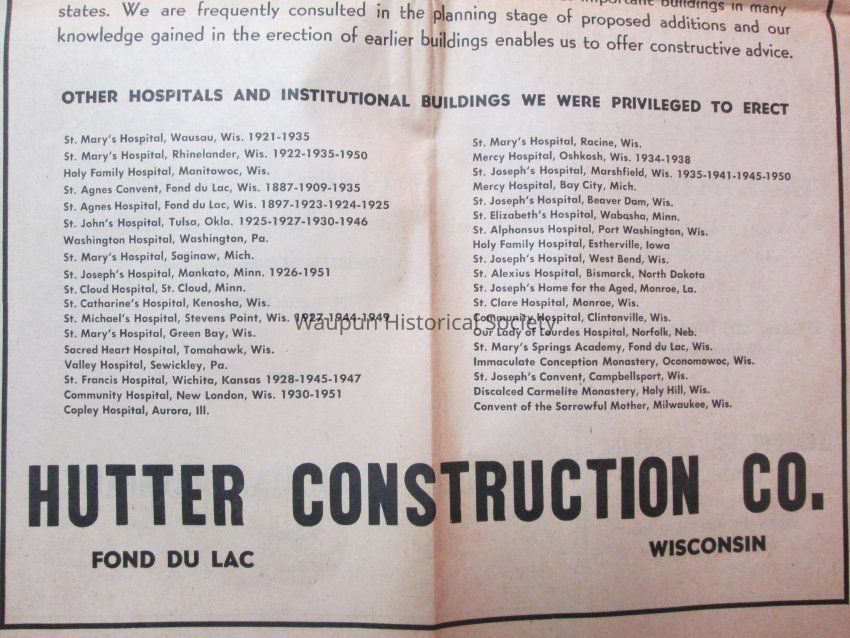 important buildings in many
states. We are frequently consulted in the planning stage of proposed additions and our
knowledge gained in the erection of earlier buildings enables us to offer constructive advice.
OTHER HOSPITALS AND INSTITUTIONAL BUILDINGS WE WERE PRIVILEGED TO ERECT
St. Mary's Hospital, Wausau, Wis. 1921-1935
St. Mary's Hospital, Rhinelander, Wis. 1922-1935-1950
Holy Family Hospital, Manitowoc, Wis.
St. Agnes Convent, Fond du Lac, Wis. 1887-1909-1935
St. Agnes Hospital, Fond du Lac, Wis. 1897-1923-1924-1925
St. John's Hospital, Tulsa, Okla. 1925-1927-1930-1946
Washington Hospital, Washington, Pa.
St. Mary's Hospital, Saginaw, Mich.
St. Joseph's Hospital, Mankato, Minn. 1926-1951
St. Cloud Hospital, St. Cloud, Minn.
St. Catharine's Hospital, Kenosha, Wis.
St. Michael's Hospital, Stevens Point, Wis. 1927-1944-1949
St. Mary's Hospital, Green Bay, Wis.
Sacred Heart Hospital, Tomahawk, Wis.
Valley Hospital, Sewickley, Pa.
St. Francis Hospital, Wichita, Kansas 1928-1945-1947
Community Hospital, New London, Wis. 1930-1951
Copley Hospital, Aurora, Ill.
St. Mary's Hospital, Racine, Wis.
Mercy Hospital, Oshkosh, Wis. 1934-1938
St. Joseph's Hospital, Marshfield, Wis. 1935-1941-1945-1950
Mercy Hospital, Bay City, Mich.
St. Joseph's Hospital, Beaver Dam, Wis.
St. Elizabeth's Hospital, Wabasha, Minn.
St. Alphonsus Hospital, Port Washington, Wis.
Holy Family Hospital, Estherville, Iowa
St. Joseph's Hospital, West Bend, Wis.
St. Alexius Hospital, Bismarck, North Dakota
St. Joseph's Home for the Aged, Monroe, La.
St. Clare Hospital, Monroe, Wis.
Community Hospital, Clintonville, Wis.
Our Lady of Lourdes Hospital, Norfolk, Neb.
St. Mary's Springs Academy, Fond du Lac, Wis.
Immaculate Conception Monastery, Oconomowoc, Wis.
St. Joseph's Convent, Campbellsport, Wis.
Discalced Carmelite Monastery, Holy Hill, Wis.
Convent of the Sorrowful Mother, Milwaukee, Wis.
Waupun Historical Society
HUTTER CONSTRUCTION CO.
FOND DU LAC WISCONSIN